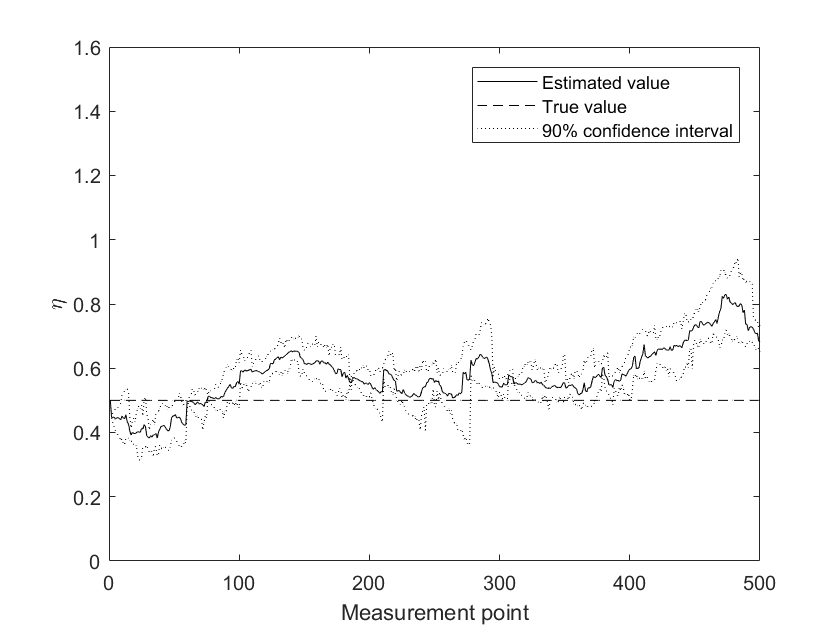 1.6
1.4
1.2
1
0.8
0.6
0.4
0.2
0
η
Estimated value
True value
90% confidence interval
0 100 200 300 400 500
Measurement point